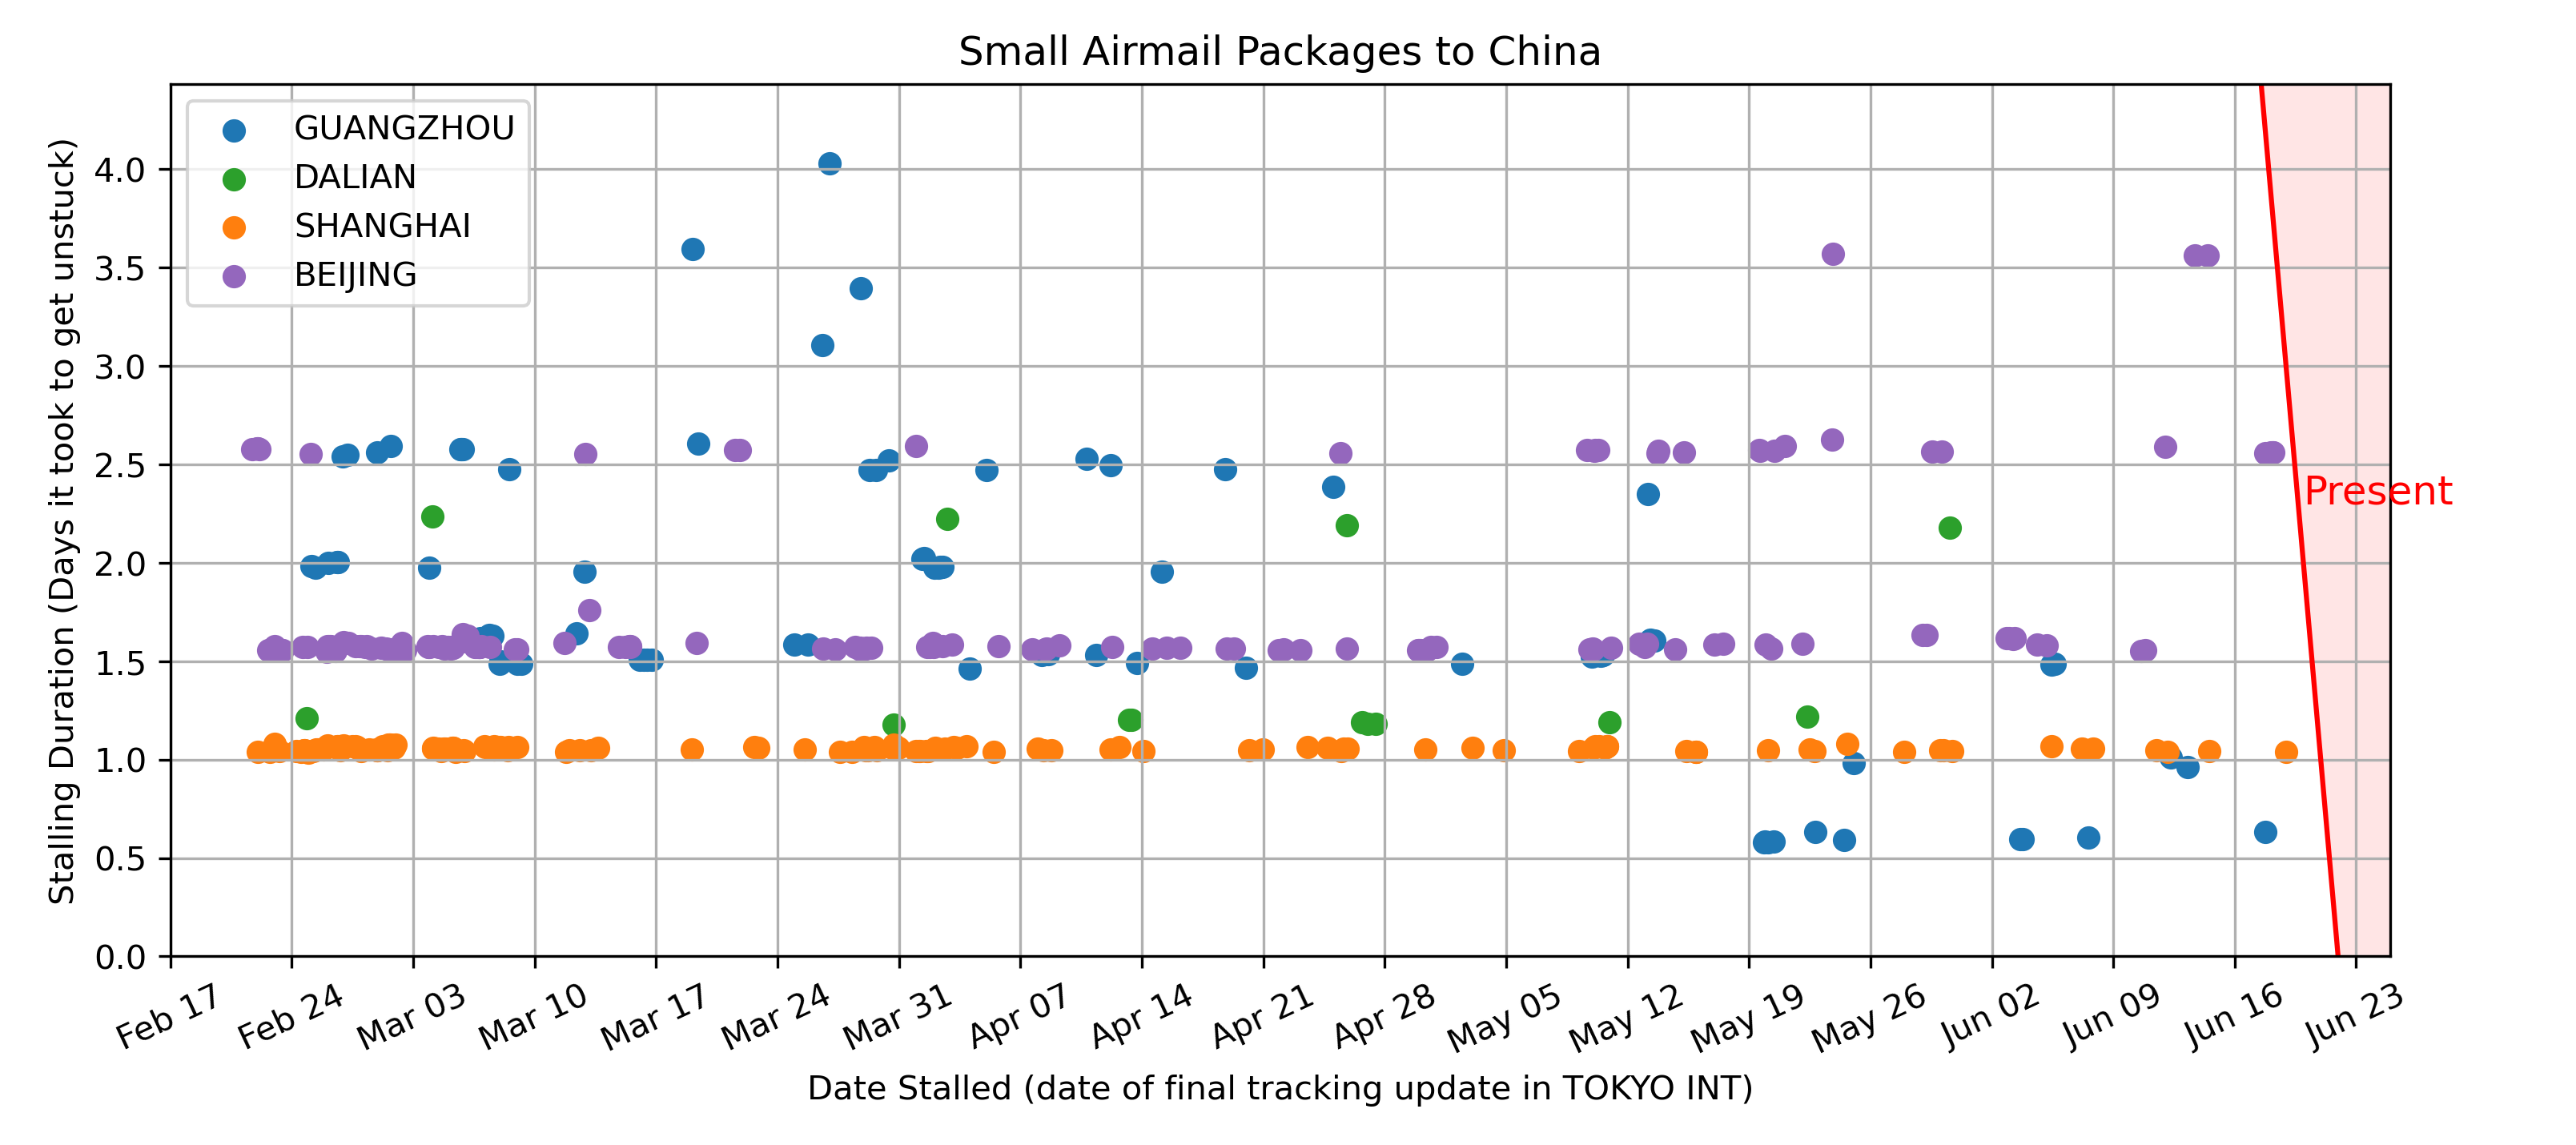 Small Airmail Packages to China
GUANGZHOU
DALIAN
SHANGHAI
BEIJING
Stalling Duration (Days it took to get unstuck)
4.0
3.5
3.0
2.5
2.0
1.5
1.0
0.5
0.0
Present
Feb 17
Feb 24
Mar 03
Mar 10
Mar 17
Mar 24
Mar 31
Apr 07
Apr 14
Apr 21
Apr 28
May 05
May 12
May 19
May 26
Jun 02
Jun 09
Jun 16
Jun 23
Date Stalled (date of final tracking update in TOKYO INT)